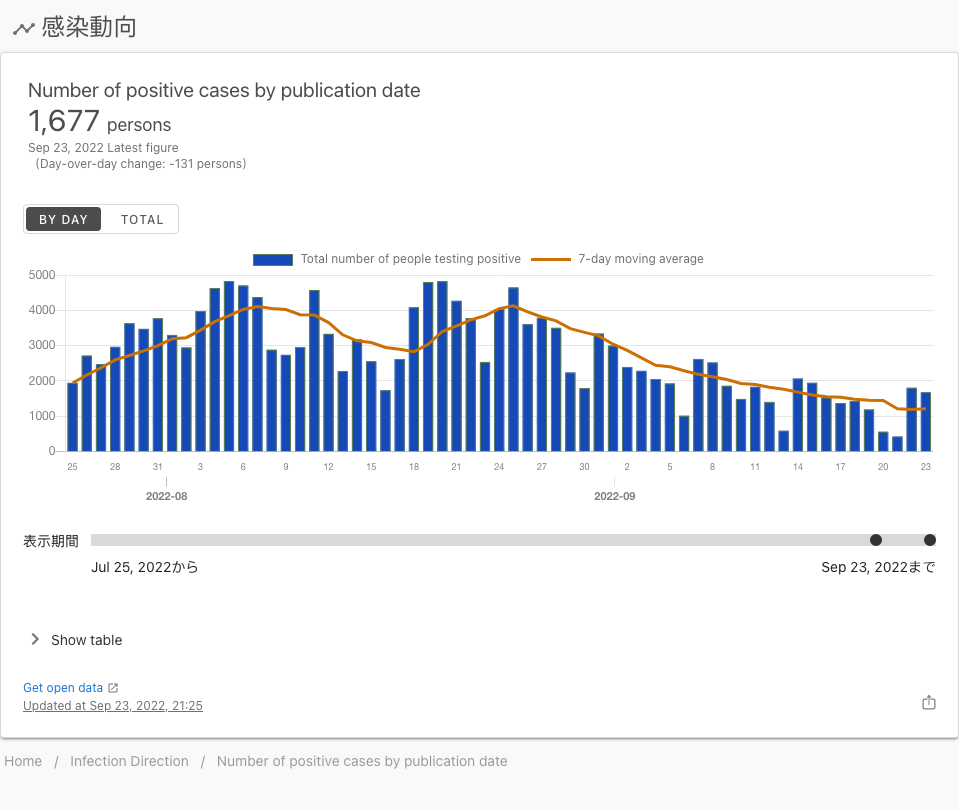 感染動向
Number of positive cases by publication date
1,677 persons
Sep 23, 2022 Latest figure
(Day-over-day change: -131 persons)
BY DAY TOTAL
Total number of people testing positive 7-day moving average
5000
4000
3000
2000
1000
0
25 28 31 3 6 9 12 15 18 21 24 27 30 2 5 8 11 14 17 20 23
2022-08 2022-09
表示期間
Jul 25, 2022から Sep 23, 2022まで
Show table
Get open data
Updated at Sep 23, 2022, 21:25
Home / Infection Direction / Number of positive cases by publication date